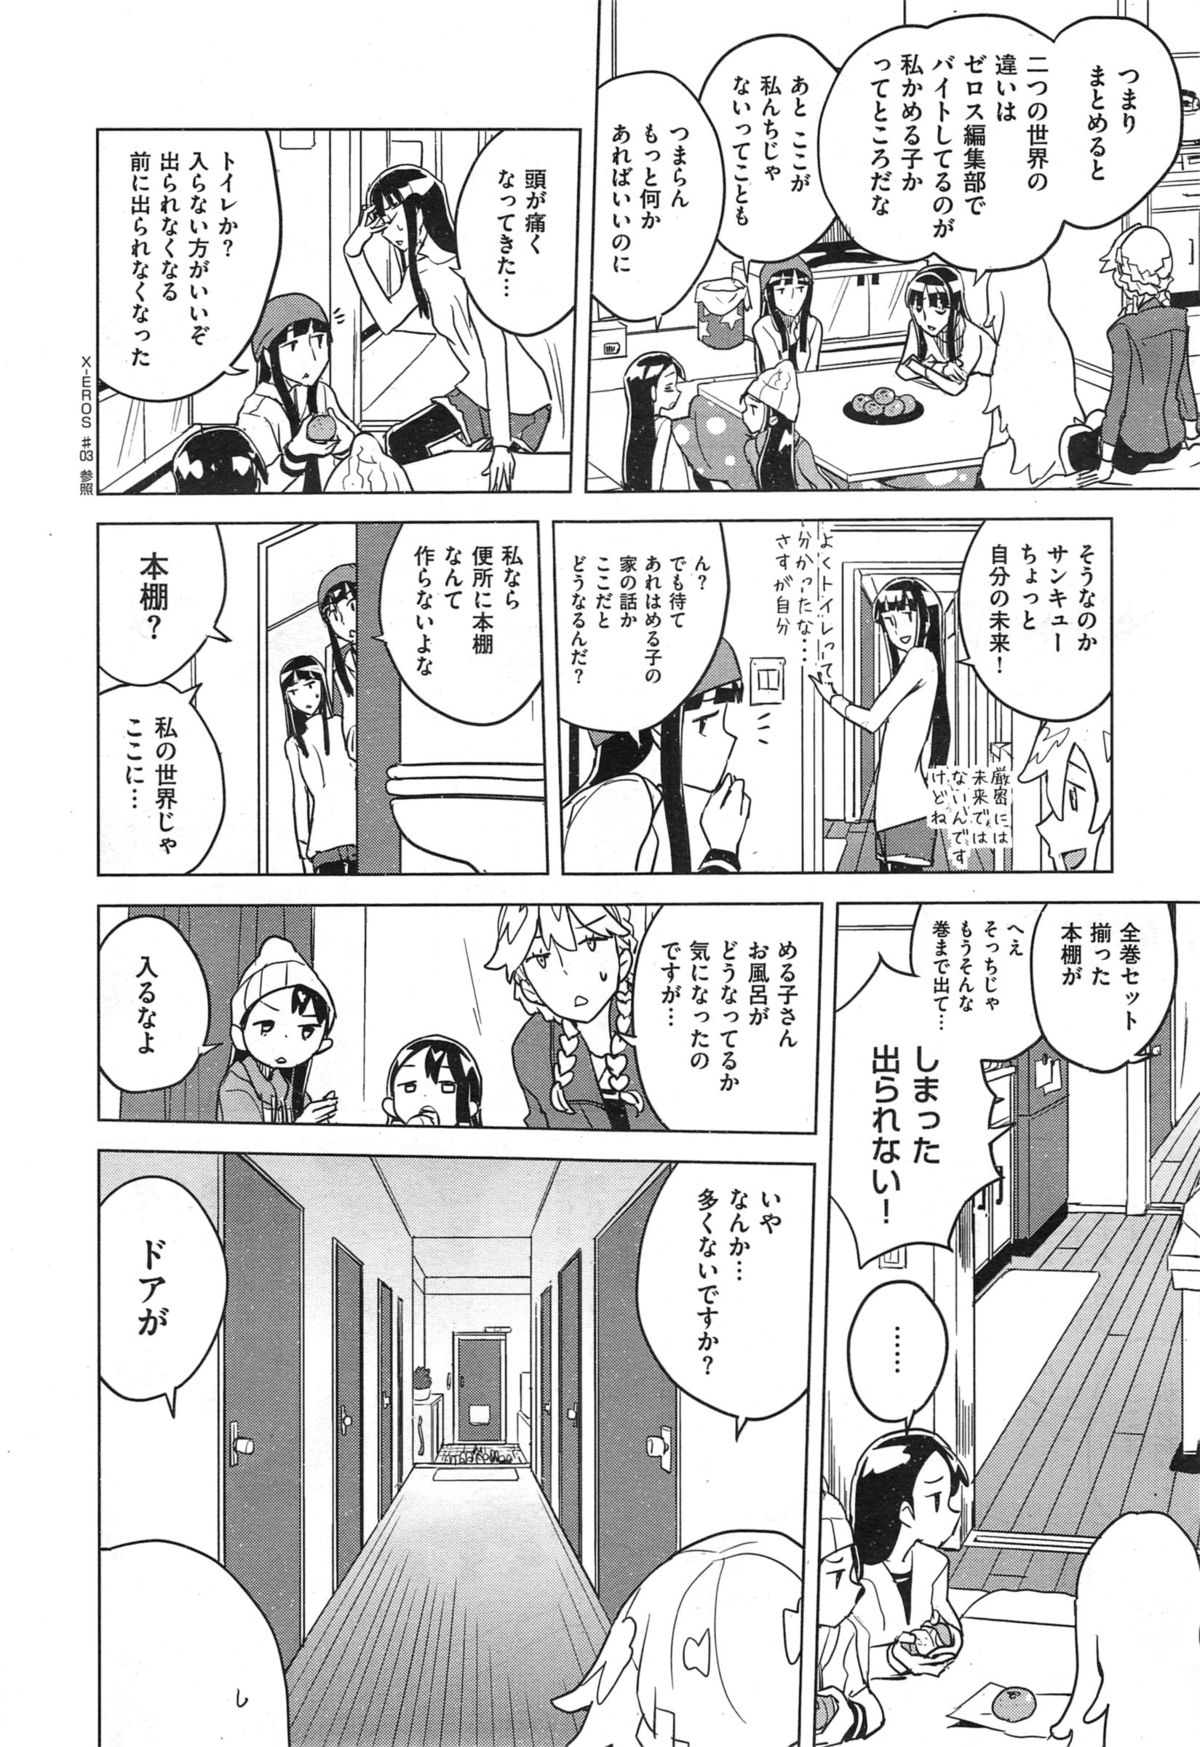 つまり
まとめると
二つの世界の
違いは
ゼロス編集部で
バイトしてるのが
私かめる子か
ってところだな
あと ここが
私んちじゃ
ないってことも
つまらん
もっと何か
あればいいのに
頭が痛く
なってきた…
トイレか？
入らない方がいいぞ
出られなくなる
前に出られなくなった
X-EROS #03 参照
そうなのか
サンキュー
ちょっと
自分の未来！
厳密には
未来では
ないんです
けどね
よくトイレって
分かったな…
さすが自分
ん？
でも待て
あれはめる子の
家の話か
ここだと
どうなるんだ？
私なら
便所に本棚
なんて
作らないよな
本棚？
私の世界じゃ
ここに…
全巻セット
揃った
本棚が
へえ
そっちじゃ
もうそんな
巻まで出て…
しまった
出られない！
……
める子さん
お風呂が
どうなってるか
気になったの
ですが…
入るなよ
いや
なんか…
多くないですか？
ドアが
し